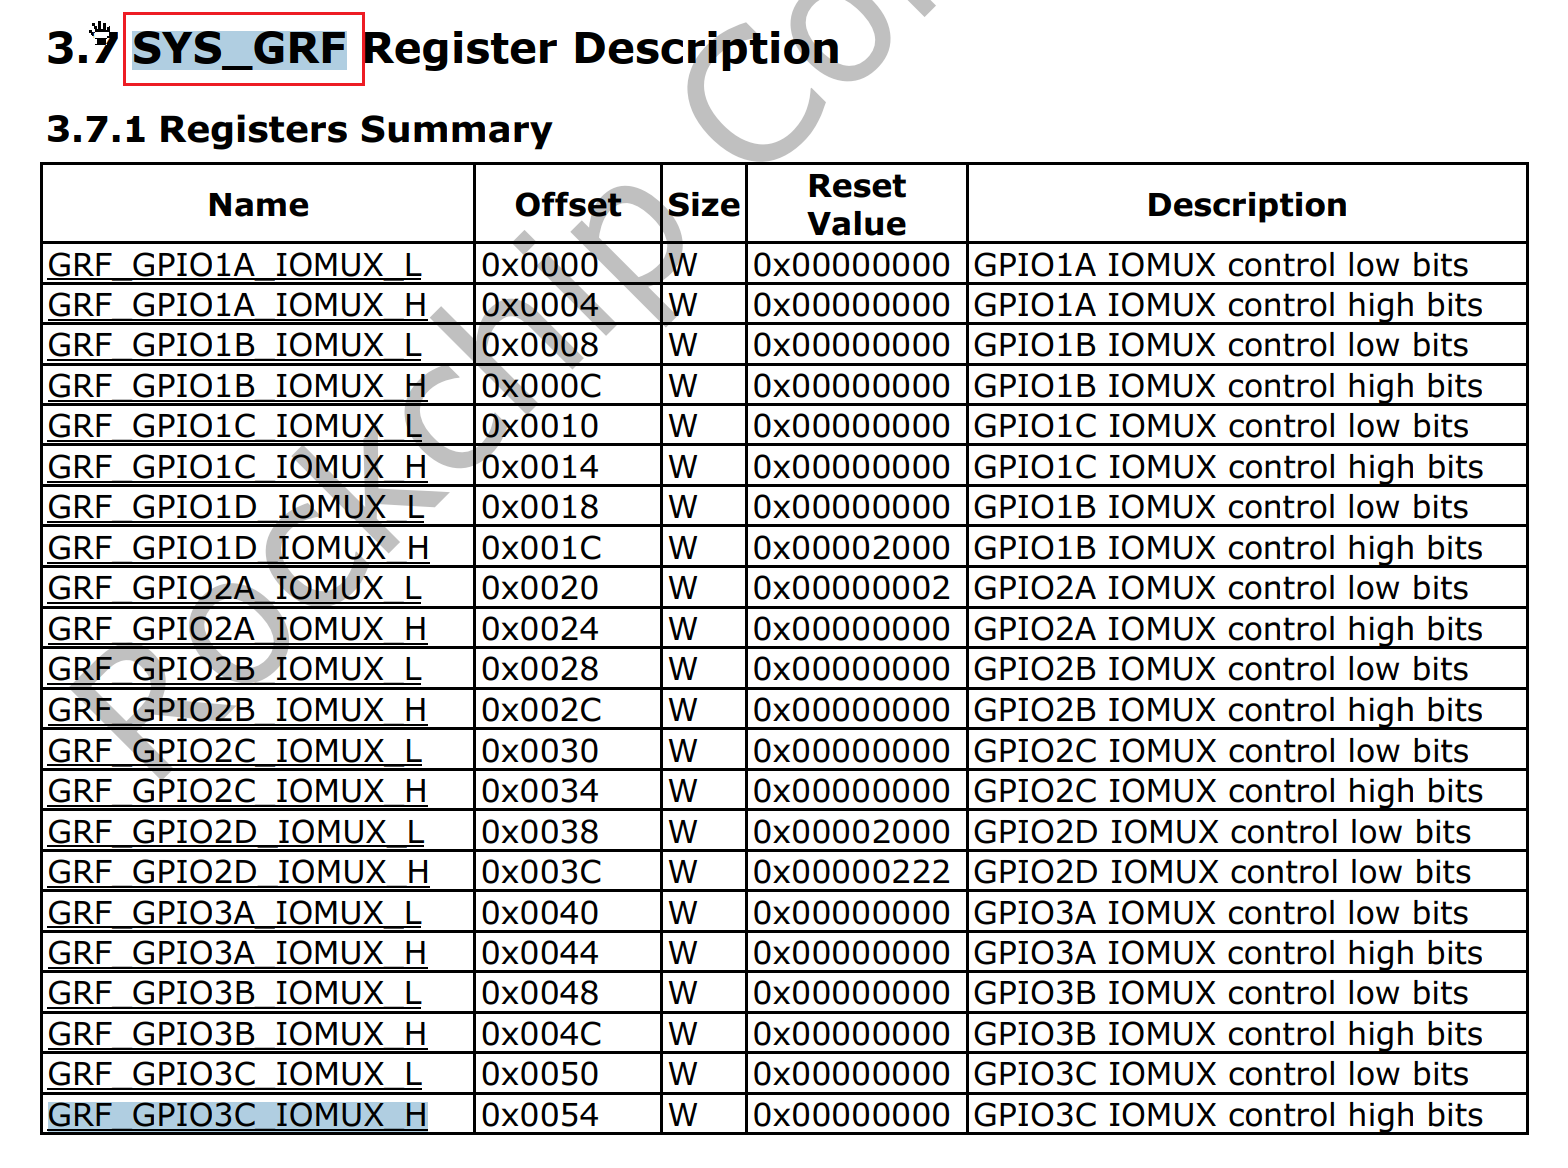 3.7 SYS_GRF Register Description
3.7.1 Registers Summary
Name Offset Size Reset Value Description
GRF_GPIO1A_IOMUX_L 0x0000 W 0x00000000 GPIO1A IOMUX control low bits
GRF_GPIO1A_IOMUX_H 0x0004 W 0x00000000 GPIO1A IOMUX control high bits
GRF_GPIO1B_IOMUX_L 0x0008 W 0x00000000 GPIO1B IOMUX control low bits
GRF_GPIO1B_IOMUX_H 0x000C W 0x00000000 GPIO1B IOMUX control high bits
GRF_GPIO1C_IOMUX_L 0x0010 W 0x00000000 GPIO1C IOMUX control low bits
GRF_GPIO1C_IOMUX_H 0x0014 W 0x00000000 GPIO1C IOMUX control high bits
GRF_GPIO1D_IOMUX_L 0x0018 W 0x00000000 GPIO1B IOMUX control low bits
GRF_GPIO1D_IOMUX_H 0x001C W 0x00002000 GPIO1B IOMUX control high bits
GRF_GPIO2A_IOMUX_L 0x0020 W 0x00000002 GPIO2A IOMUX control low bits
GRF_GPIO2A_IOMUX_H 0x0024 W 0x00000000 GPIO2A IOMUX control high bits
GRF_GPIO2B_IOMUX_L 0x0028 W 0x00000000 GPIO2B IOMUX control low bits
GRF_GPIO2B_IOMUX_H 0x002C W 0x00000000 GPIO2B IOMUX control high bits
GRF_GPIO2C_IOMUX_L 0x0030 W 0x00000000 GPIO2C IOMUX control low bits
GRF_GPIO2C_IOMUX_H 0x0034 W 0x00000000 GPIO2C IOMUX control high bits
GRF_GPIO2D_IOMUX_L 0x0038 W 0x00002000 GPIO2D IOMUX control low bits
GRF_GPIO2D_IOMUX_H 0x003C W 0x00000222 GPIO2D IOMUX control low bits
GRF_GPIO3A_IOMUX_L 0x0040 W 0x00000000 GPIO3A IOMUX control low bits
GRF_GPIO3A_IOMUX_H 0x0044 W 0x00000000 GPIO3A IOMUX control high bits
GRF_GPIO3B_IOMUX_L 0x0048 W 0x00000000 GPIO3B IOMUX control low bits
GRF_GPIO3B_IOMUX_H 0x004C W 0x00000000 GPIO3B IOMUX control high bits
GRF_GPIO3C_IOMUX_L 0x0050 W 0x00000000 GPIO3C IOMUX control low bits
GRF_GPIO3C_IOMUX_H 0x0054 W 0x00000000 GPIO3C IOMUX control high bits
Rockchip